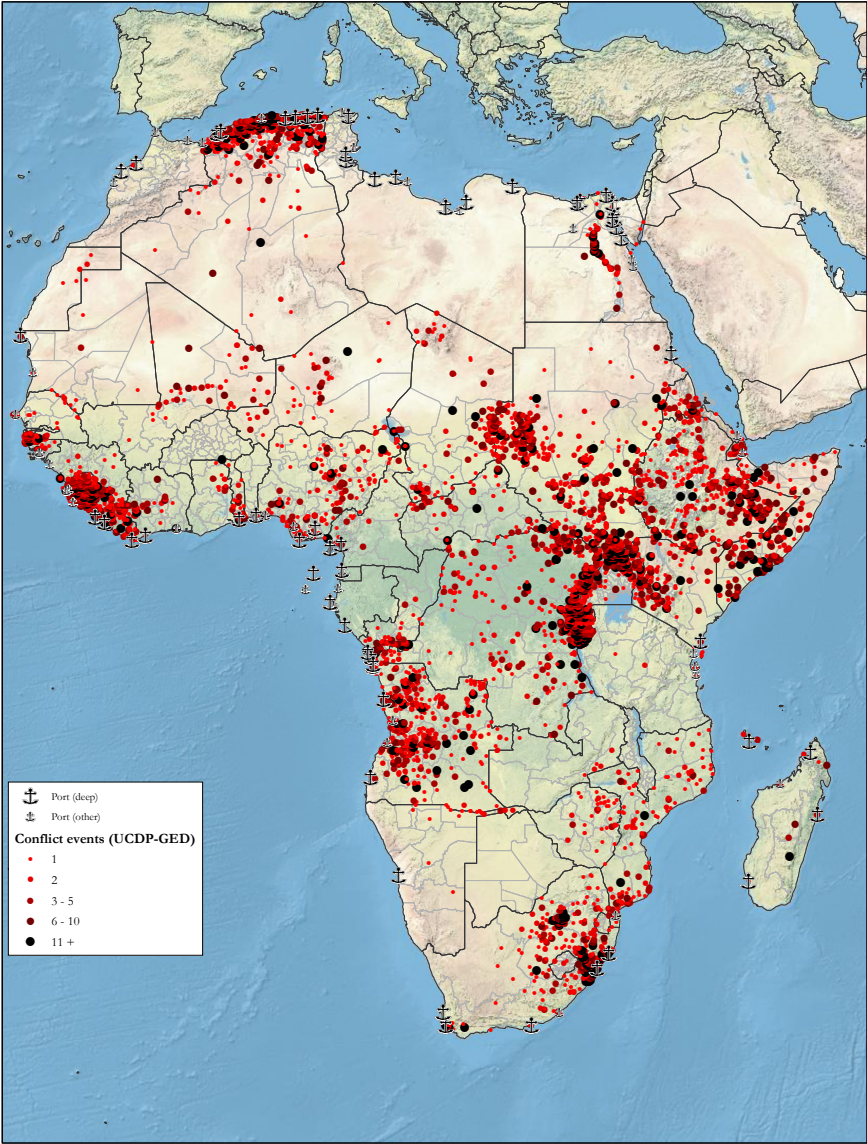 Port (deep)
Port (other)
Conflict events (UCDP-GED)
1
2
3 - 5
6 - 10
11 +